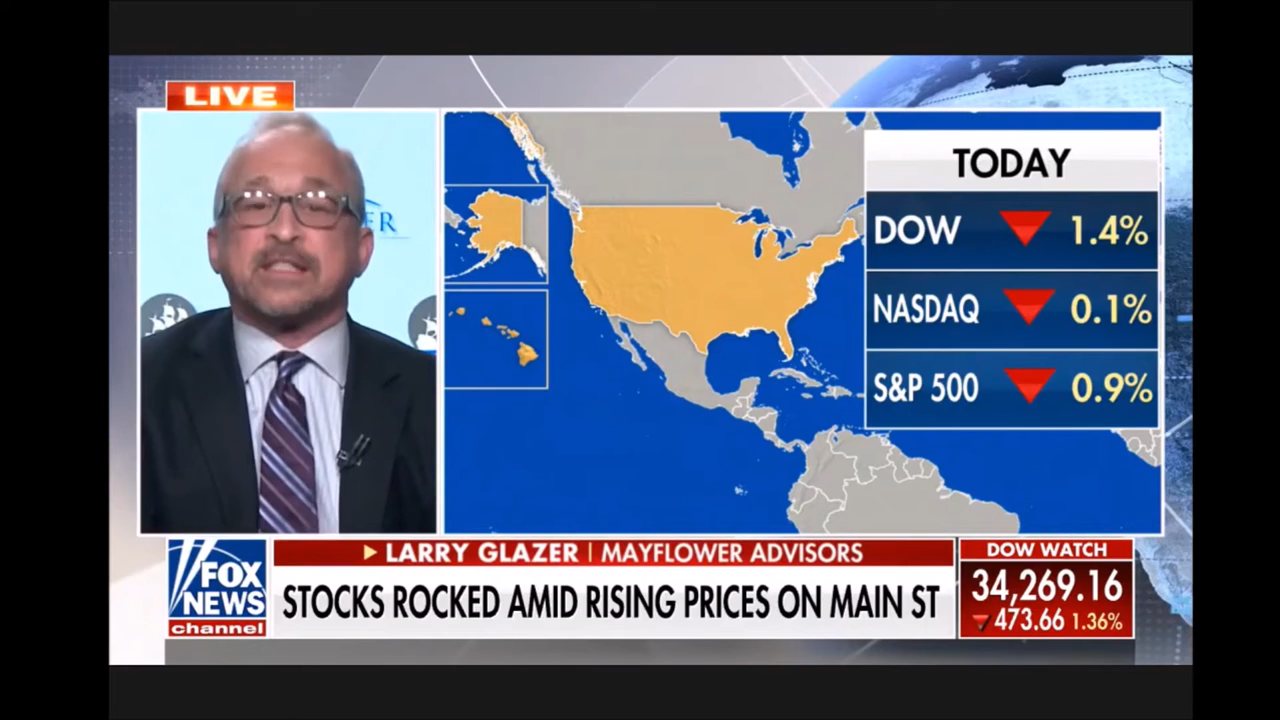 LIVE
ER
TODAY
DOW 1.4%
NASDAQ 0.1%
S&P 500 0.9%
LARRY GLAZER | MAYFLOWER ADVISORS
STOCKS ROCKED AMID RISING PRICES ON MAIN ST
FOX
NEWS
channel
DOW WATCH
34,269.16
473.66 1.36%